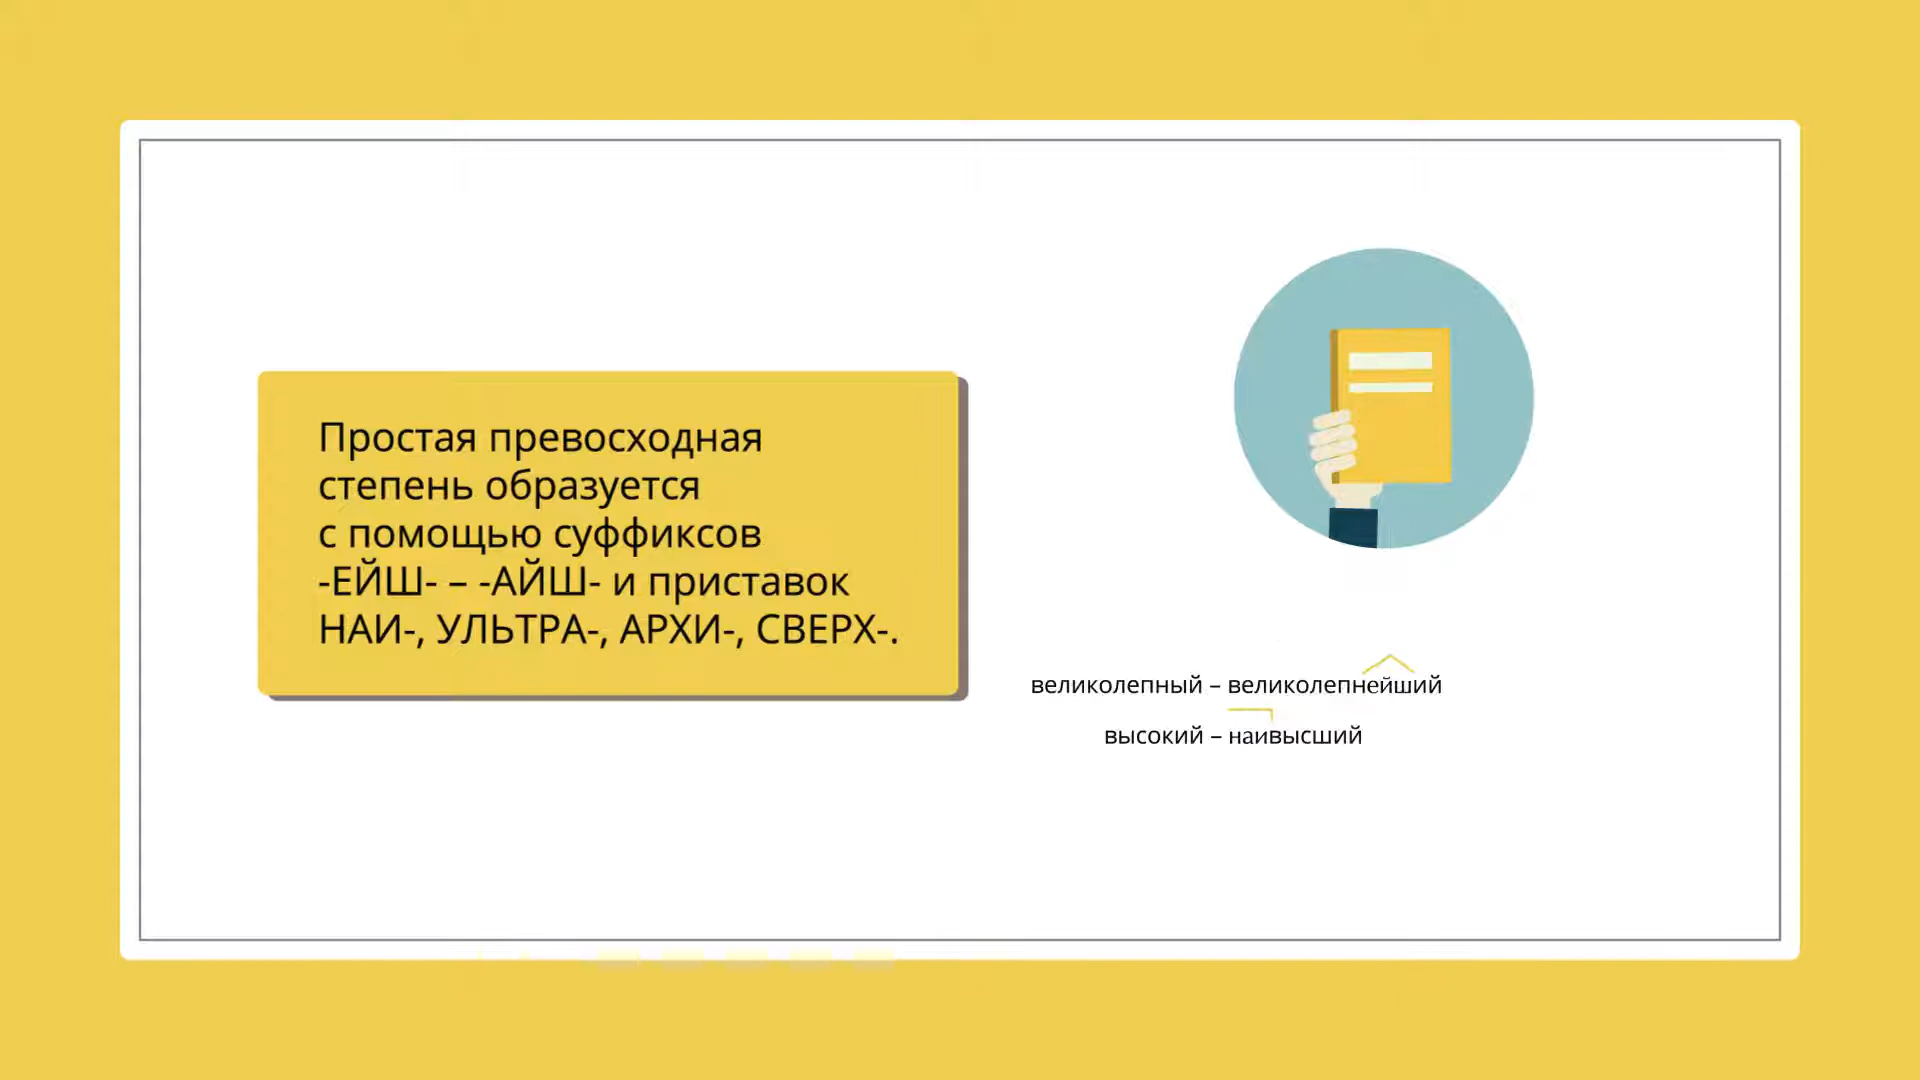 Простая превосходная
степень образуется
с помощью суффиксов
-ЕЙШ- – -АЙШ- и приставок
НАИ-, УЛЬТРА-, АРХИ-, СВЕРХ-.
великолепный – великолепнейший
высокий – наивысший